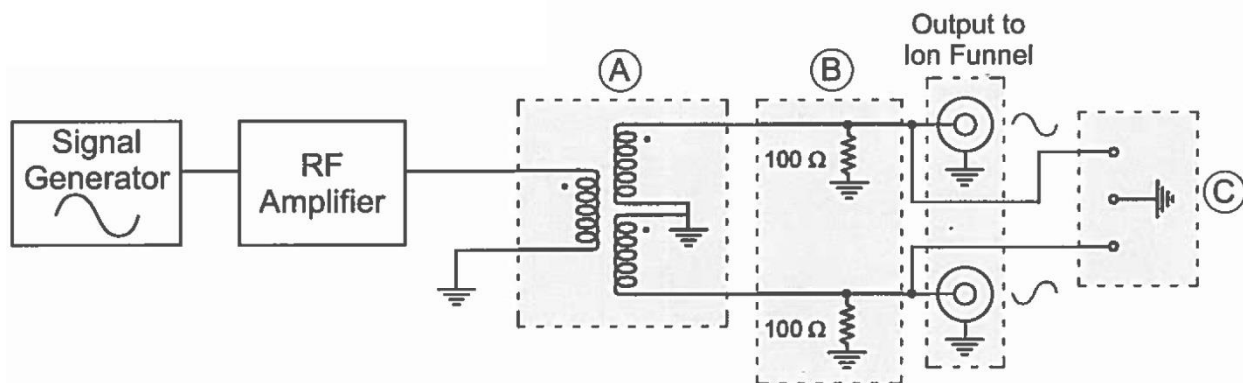 Output to
Ion Funnel
A
B
Signal
Generator
RF
Amplifier
100 Ω
C
100 Ω